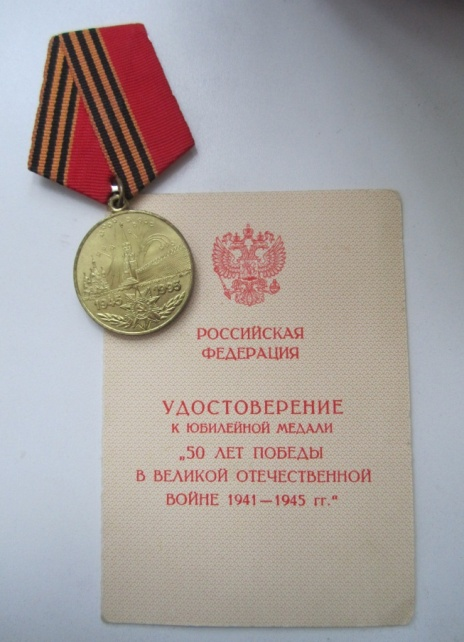 1945 1995
РОССИЙСКАЯ
ФЕДЕРАЦИЯ
УДОСТОВЕРЕНИЕ
К ЮБИЛЕЙНОЙ МЕДАЛИ
„50 ЛЕТ ПОБЕДЫ
В ВЕЛИКОЙ ОТЕЧЕСТВЕННОЙ
ВОЙНЕ 1941—1945 гг."